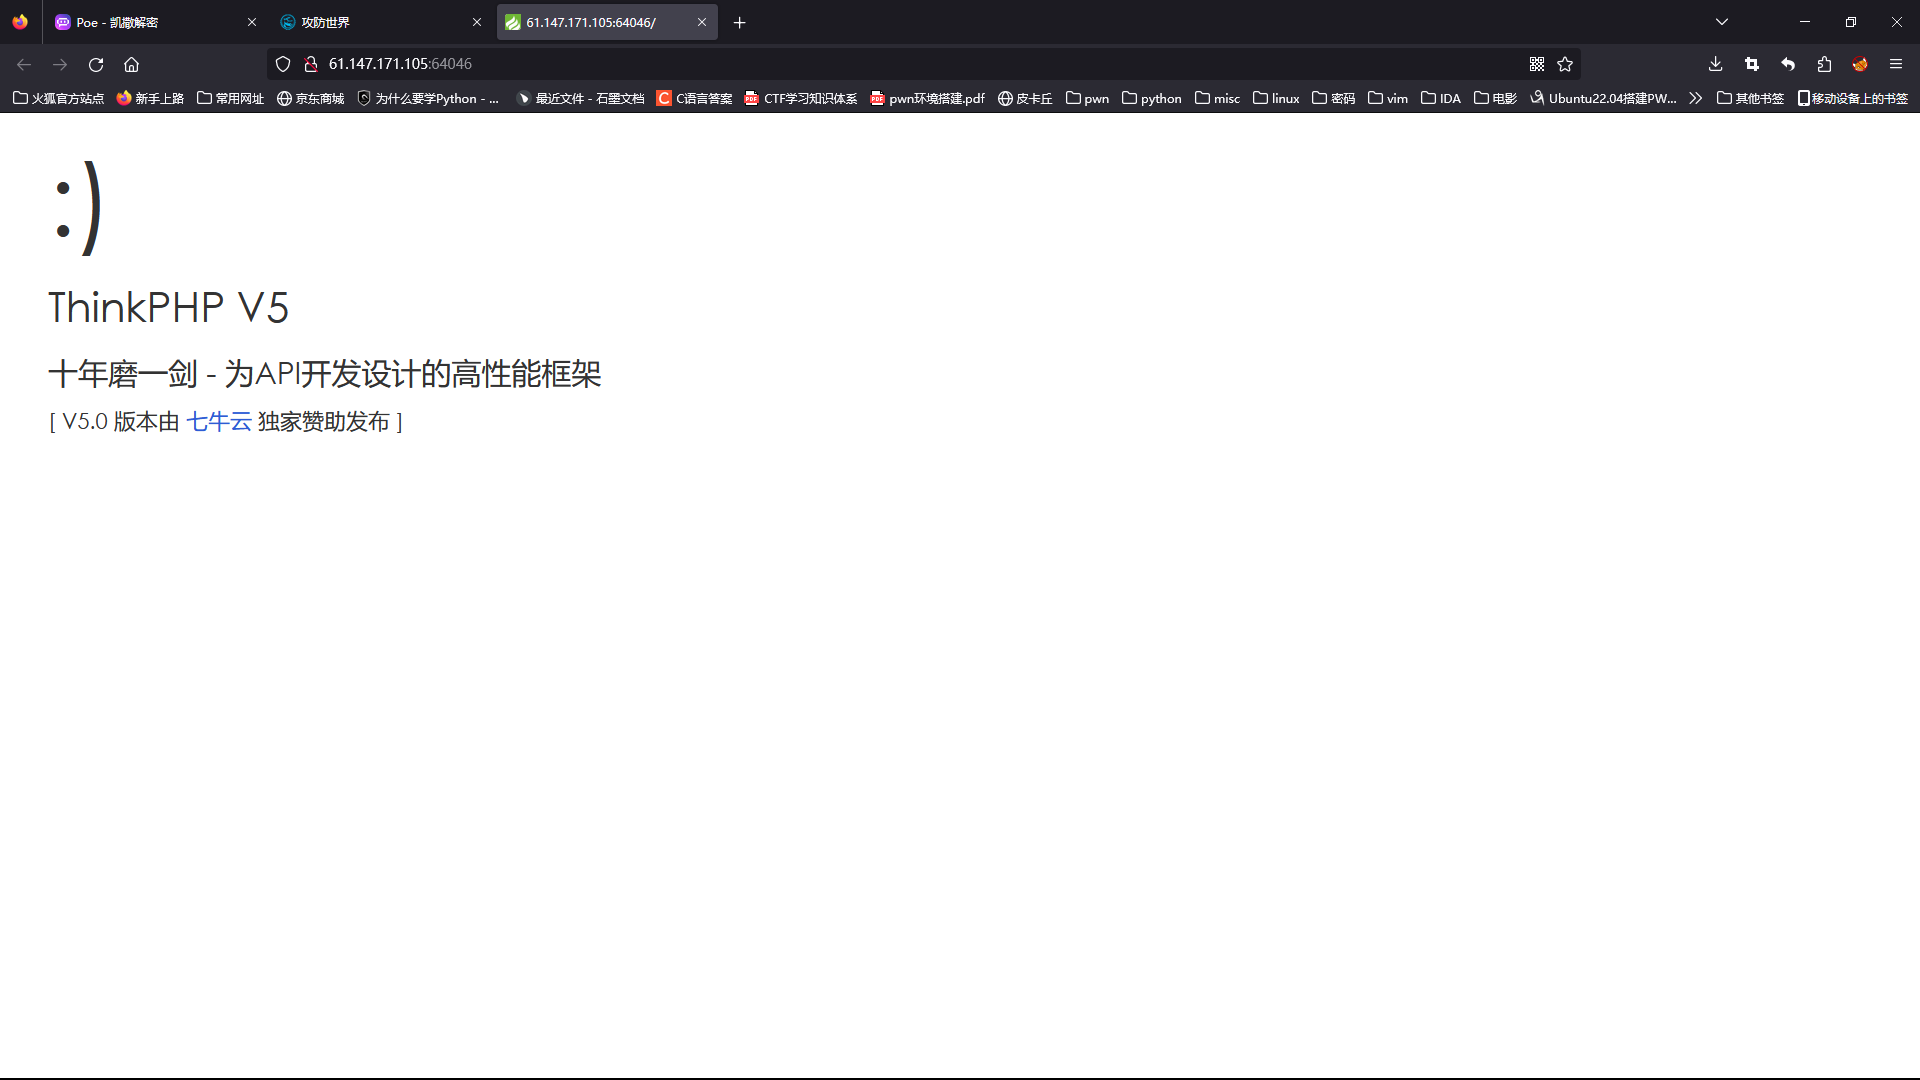 Poe - 凯撒解密
攻防世界
61.147.171.105:64046/
61.147.171.105:64046
火狐官方站点 新手上路 常用网址 京东商城 为什么要学Python - ... 最近文件 - 石墨文档 C语言答案 CTF学习知识体系 pwn环境搭建.pdf 皮卡丘 pwn python misc linux 密码 vim IDA 电影 Ubuntu22.04搭建PW... 其他书签 移动设备上的书签
:)
ThinkPHP V5
十年磨一剑 - 为API开发设计的高性能框架
[ V5.0 版本由 七牛云 独家赞助发布 ]